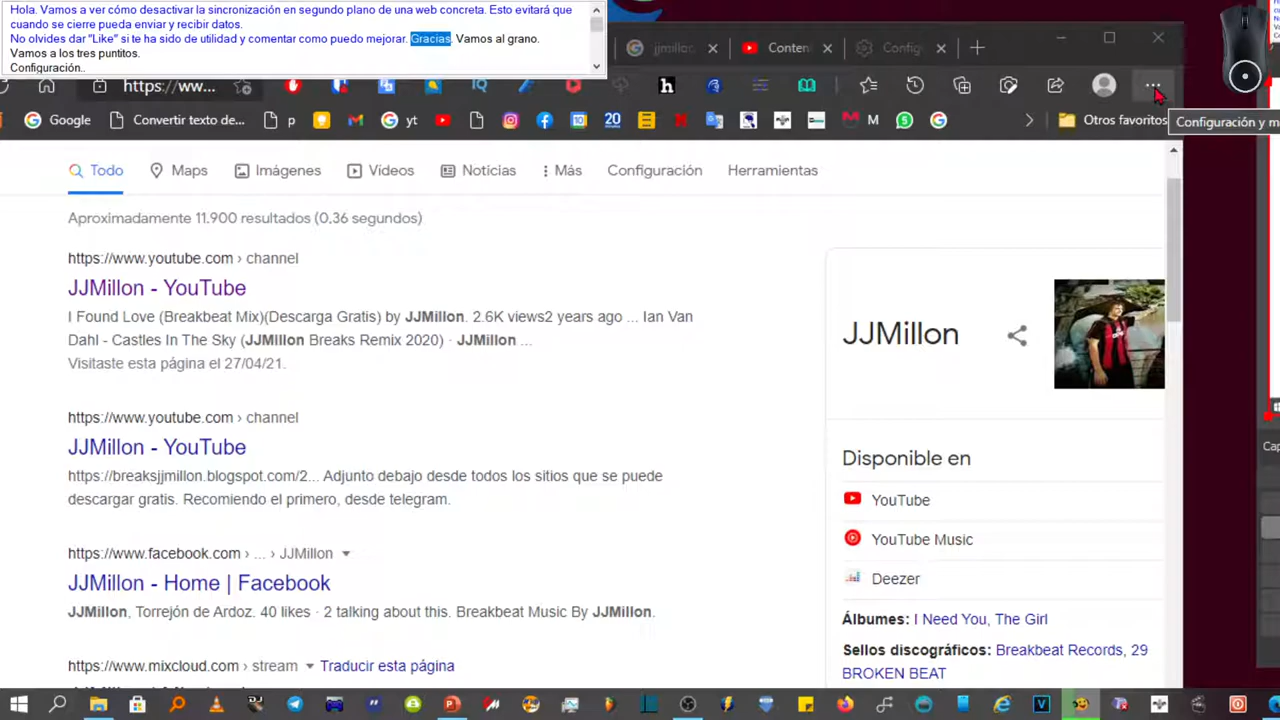 Hola. Vamos a ver cómo desactivar la sincronización en segundo plano de una web concreta. Esto evitará que
cuando se cierre pueda enviar y recibir datos.
No olvides dar "Like" si te ha sido de utilidad y comentar como puedo mejorar. Gracias. Vamos al grano.
Vamos a los tres puntitos.
Configuración..
jjmillon
Conten
Config
https://ww...
Google
Convertir texto de...
p
yt
20
M
Otros favoritos
Configuración y m
Todo
Maps
Imágenes
Vídeos
Noticias
Más
Configuración
Herramientas
Aproximadamente 11.900 resultados (0,36 segundos)
https://www.youtube.com › channel
JJMillon - YouTube
I Found Love (Breakbeat Mix)(Descarga Gratis) by JJMillon. 2.6K views2 years ago ... Ian Van
Dahl - Castles In The Sky (JJMillon Breaks Remix 2020) · JJMillon ...
Visitaste esta página el 27/04/21.
https://www.youtube.com › channel
JJMillon - YouTube
https://breaksjjmillon.blogspot.com/2... Adjunto debajo desde todos los sitios que se puede
descargar gratis. Recomiendo el primero, desde telegram.
https://www.facebook.com › ... › JJMillon
JJMillon - Home | Facebook
JJMillon, Torrejón de Ardoz. 40 likes · 2 talking about this. Breakbeat Music By JJMillon.
https://www.mixcloud.com › stream
Traducir esta página
JJMillon
Disponible en
YouTube
YouTube Music
Deezer
Álbumes: I Need You, The Girl
Sellos discográficos: Breakbeat Records, 29
BROKEN BEAT
Cap